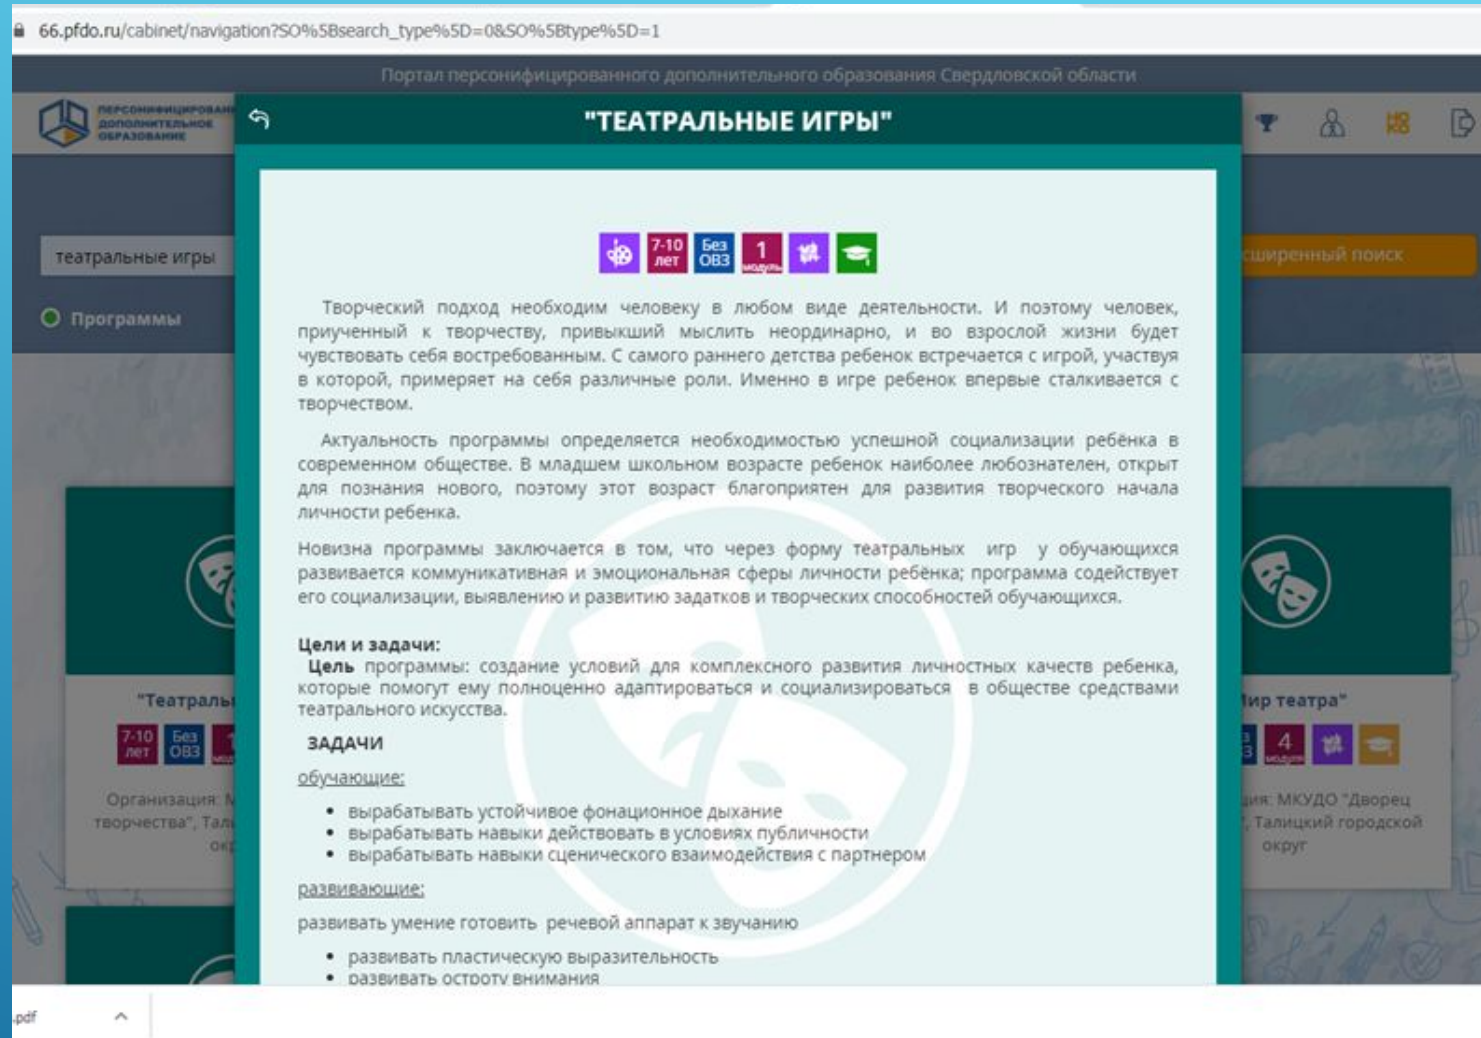 66.pfdo.ru/cabinet/navigation?SO%5Bsearch_type%5D=0&SO%5Btype%5D=1
Портал персонифицированного дополнительного образования Свердловской области
ДОПОЛНИТЕЛЬНОЕ
ОБРАЗОВАНИЕ
"ТЕАТРАЛЬНЫЕ ИГРЫ"
театральные игры
поиск
Программы
7-10 лет
Без ОВЗ
1 модуль
Творческий подход необходим человеку в любом виде деятельности. И поэтому человек,
приученный к творчеству, привыкший мыслить неординарно, и во взрослой жизни будет
чувствовать себя востребованным. С самого раннего детства ребенок встречается с игрой, участвуя
в которой, примеряет на себя различные роли. Именно в игре ребенок впервые сталкивается с
творчеством.
Актуальность программы определяется необходимостью успешной социализации ребёнка в
современном обществе. В младшем школьном возрасте ребенок наиболее любознателен, открыт
для познания нового, поэтому этот возраст благоприятен для развития творческого начала
личности ребенка.
Новизна программы заключается в том, что через форму театральных игр у обучающихся
развивается коммуникативная и эмоциональная сферы личности ребёнка; программа содействует
его социализации, выявлению и развитию задатков и творческих способностей обучающихся.
Цели и задачи:
Цель программы: создание условий для комплексного развития личностных качеств ребенка,
которые помогут ему полноценно адаптироваться и социализироваться в обществе средствами
театрального искусства.
ЗАДАЧИ
обучающие:
• вырабатывать устойчивое фонационное дыхание
• вырабатывать навыки действовать в условиях публичности
• вырабатывать навыки сценического взаимодействия с партнером
развивающие:
развивать умение готовить речевой аппарат к звучанию
• развивать пластическую выразительность
• развивать остроту внимания
7-10 лет
Без ОВЗ
Организация:
творчества",
театра"
4 модуля
МКУДО "Дворец
Талицкий городской
округ
.pdf